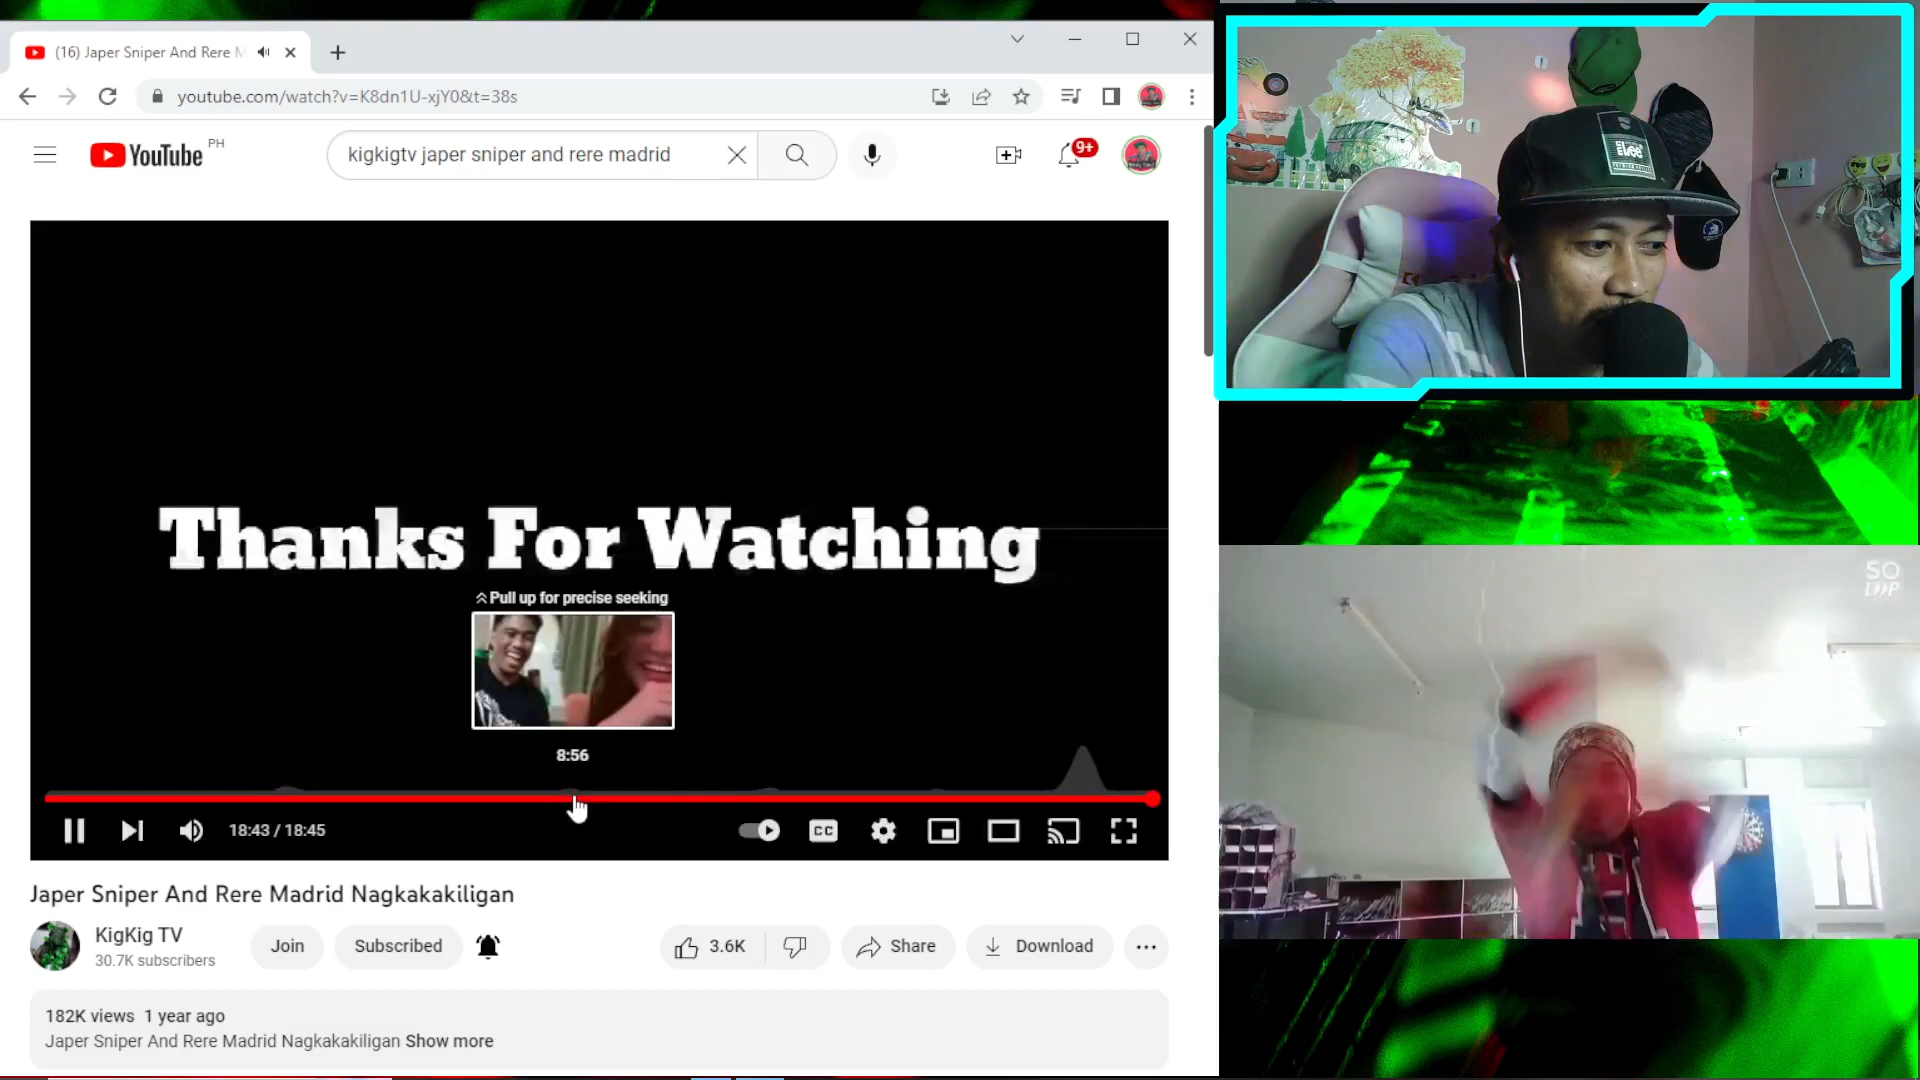 (16) Japer Sniper And Rere M
youtube.com/watch?v=K8dn1U-xjY0&t=38s
YouTube PH
kigkigtv japer sniper and rere madrid
9+
Thanks For Watching
Pull up for precise seeking
8:56
18:43 / 18:45
CC
Japer Sniper And Rere Madrid Nagkakakiligan
KigKig TV
30.7K subscribers
Join
Subscribed
3.6K
Share
Download
182K views 1 year ago
Japer Sniper And Rere Madrid Nagkakakiligan Show more
SO
LOOP